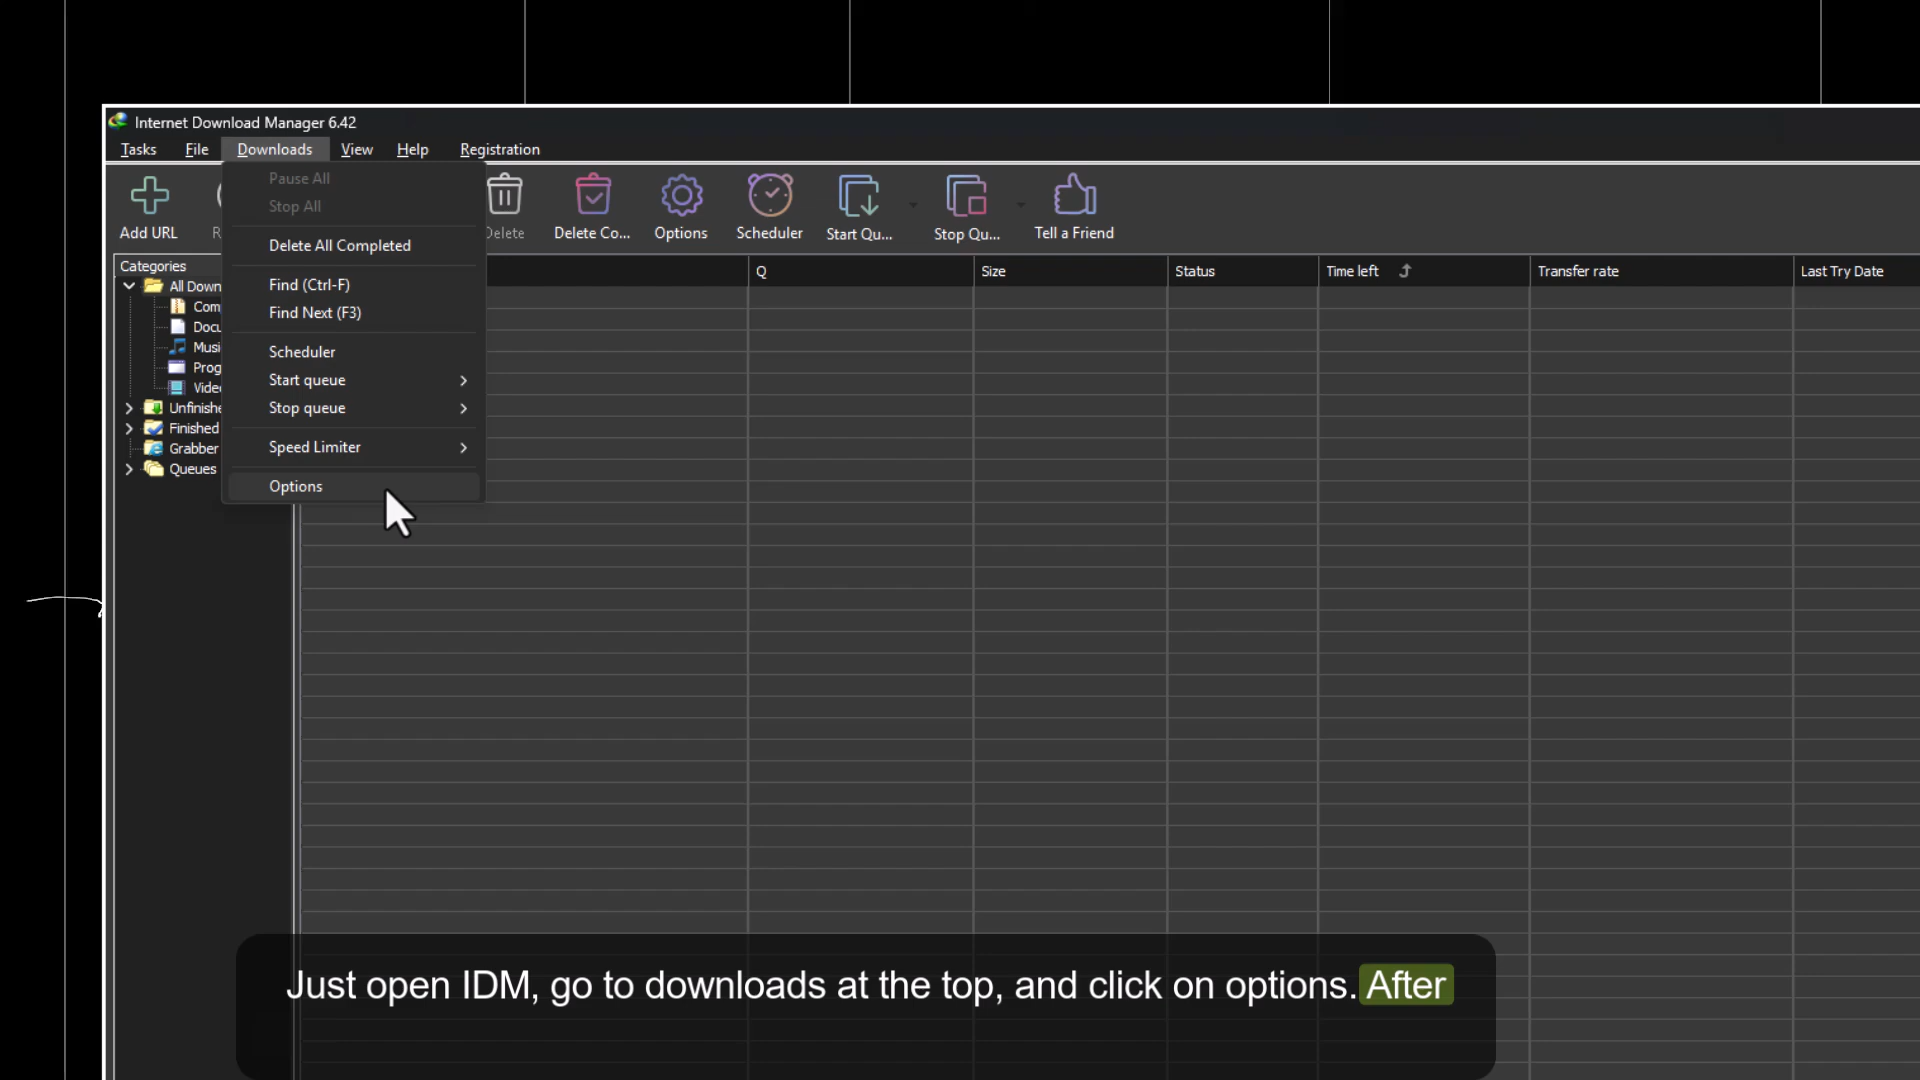 Internet Download Manager 6.42
Tasks File Downloads View Help Registration
Pause All
Stop All
Delete All Completed
Find (Ctrl-F)
Find Next (F3)
Scheduler
Start queue
Stop queue
Speed Limiter
Options
Add URL R Delete Delete Co... Options Scheduler Start Qu... Stop Qu... Tell a Friend
Categories
All Down
Com
Docu
Musi
Prog
Vide
Unfinishe
Finished
Grabber
Queues
Q Size Status Time left Transfer rate Last Try Date
Just open IDM, go to downloads at the top, and click on options. After